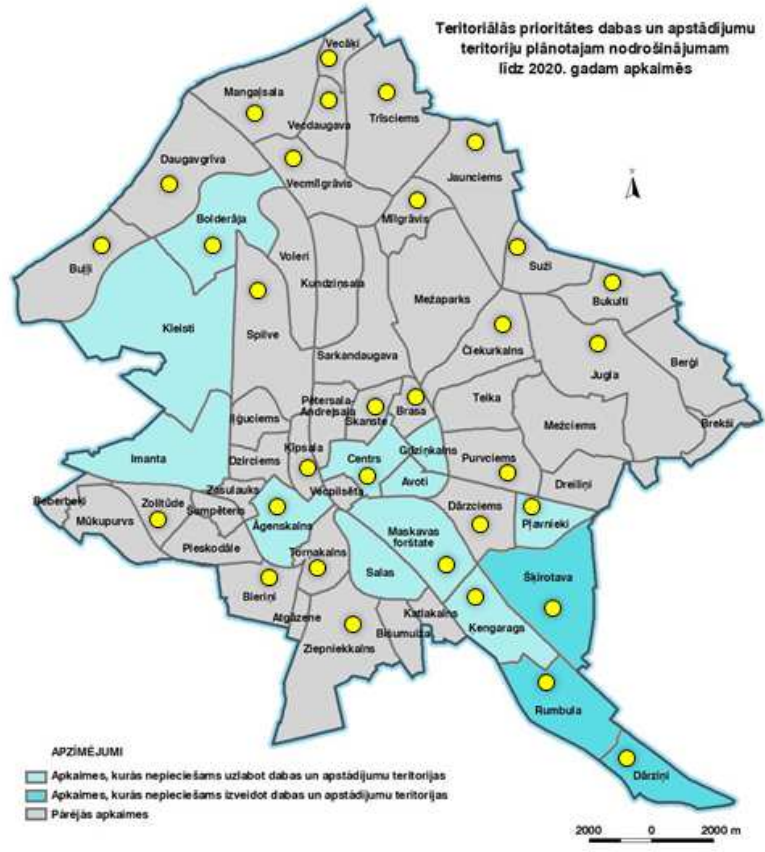 Teritoriālās prioritātes dabas un apstādījumu
teritoriju plānotajam nodrošinājumam
līdz 2020. gadam apkaimēs
Vecāķi
Mangaļsala
Vecdaugava
Trīsciems
Daugavgrīva
Vecmīlgrāvis
Jaunciems
Bolderāja
Mīlgrāvis
Voleri
Suži
Buļļi
Kundziņsala
Mežaparks
Bukulti
Kleisti
Spilve
Sarkandaugava
Čiekurkalns
Jugla
Berģi
Pētersala-
Andrejsala
Skanste
Brasa
Teika
Iļģuciems
Mežciems
Brekši
Imanta
Dzirciems
Ķīpsala
Centrs
Grīziņkalns
Purvciems
Avoti
Dreiliņi
Zasulauks
Vecpilsēta
Beberbeķi
Zolitūde
Mūkupurvs
Sampēteris
Āgenskalns
Dārzciems
Pļavnieki
Maskavas
forštate
Pleskodāle
Torņakalns
Salas
Šķirotava
Bieriņi
Atgāzene
Katlakalns
Ķengarags
Ziepniekkalns
Bišumuiža
Rumbula
Dārziņi
APZĪMĒJUMI
Apkaimes, kurās nepieciešams uzlabot dabas un apstādījumu teritorijas
Apkaimes, kurās nepieciešams izveidot dabas un apstādījumu teritorijas
Pārējās apkaimes
2000 0 2000 m